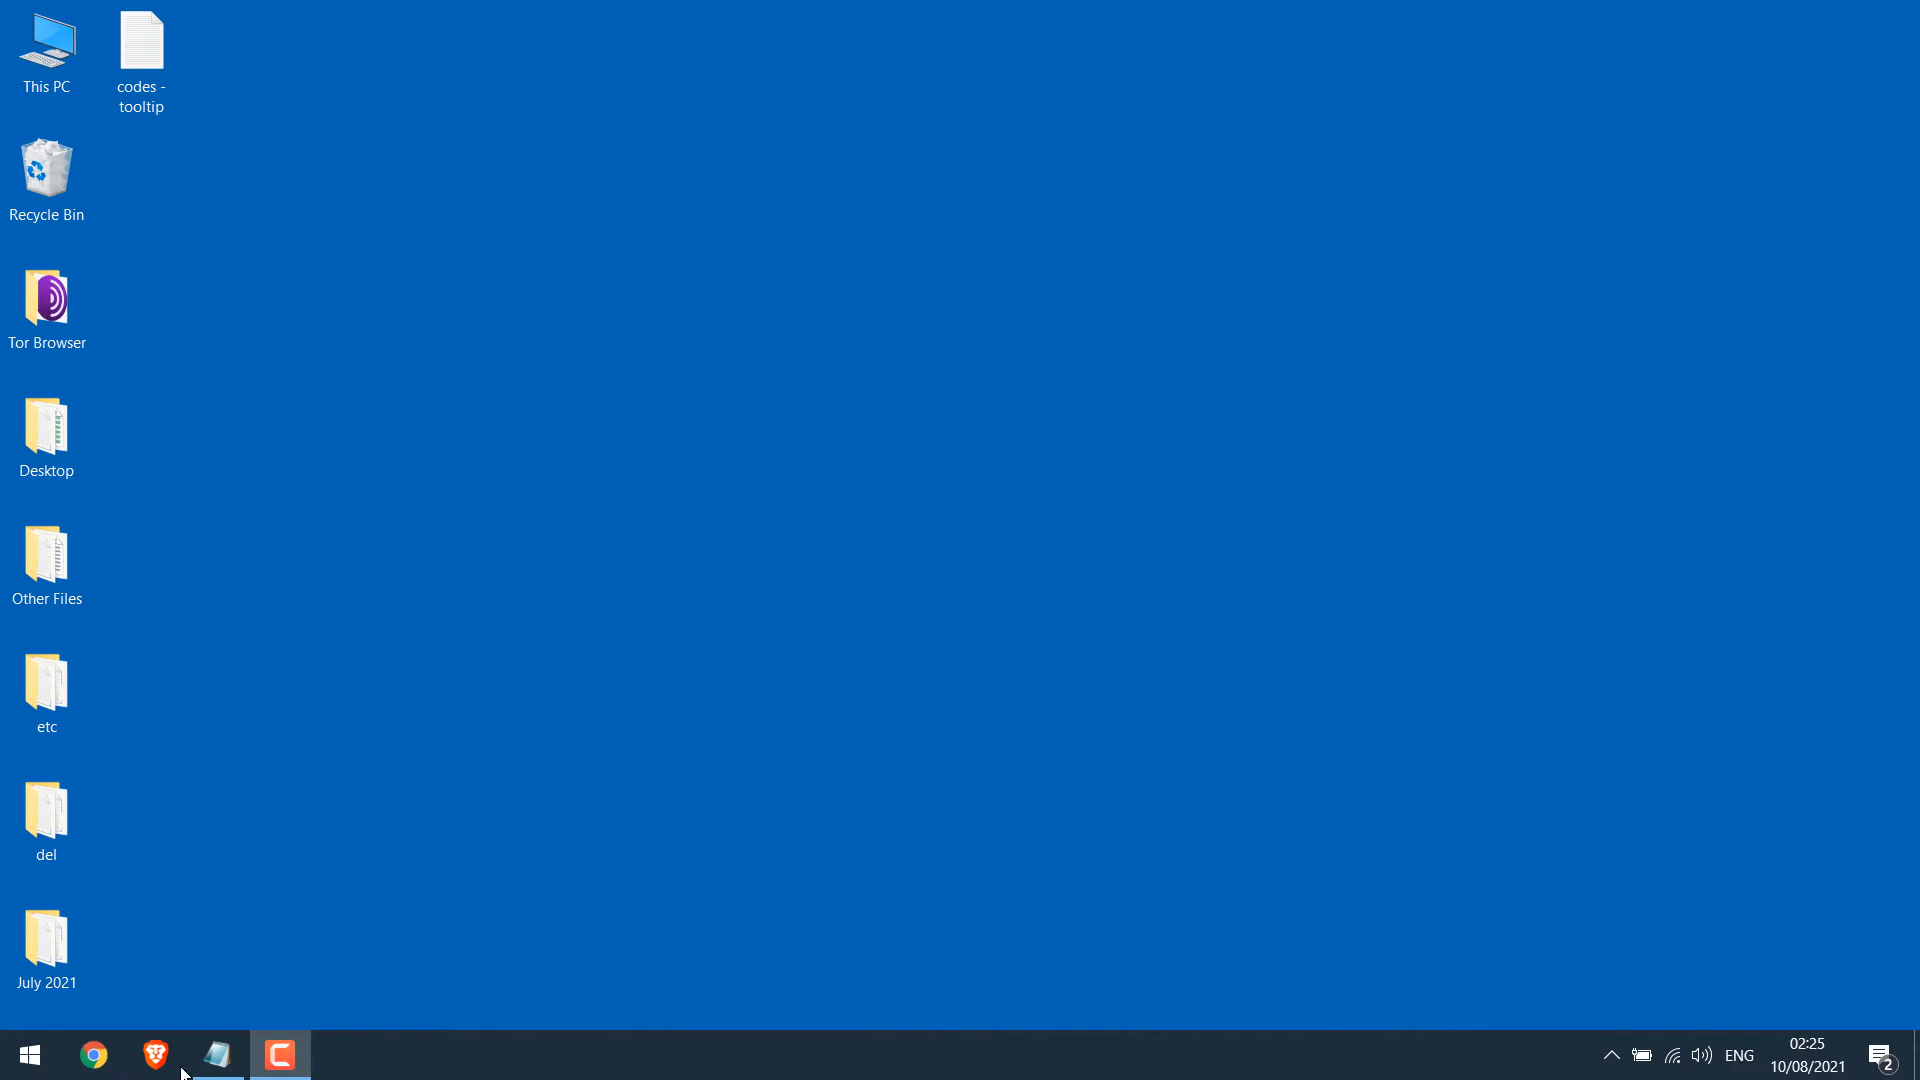 This PC
codes -
tooltip
Recycle Bin
Tor Browser
Desktop
Other Files
etc
del
July 2021
ENG
02:25
10/08/2021
2